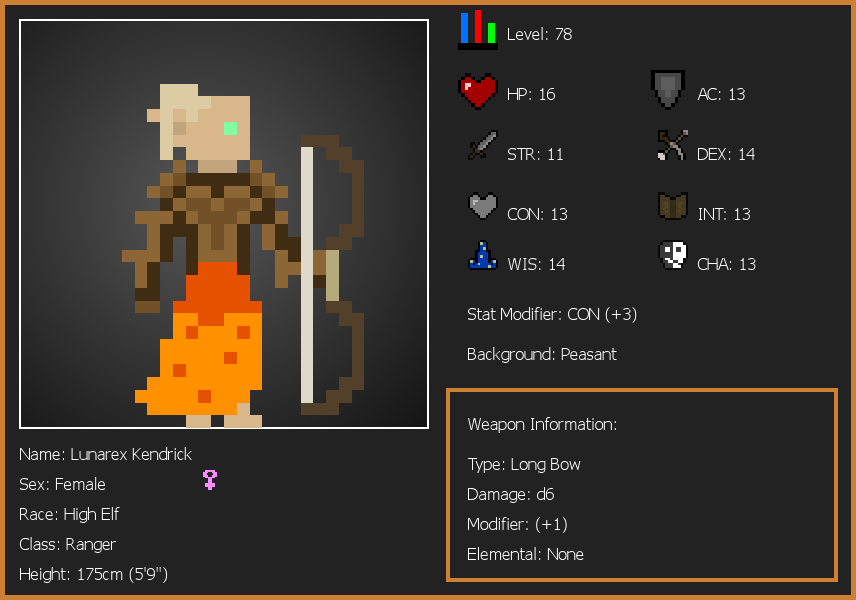 Level: 78
HP: 16
AC: 13
STR: 11
DEX: 14
CON: 13
INT: 13
WIS: 14
CHA: 13
Stat Modifier: CON (+3)
Background: Peasant
Weapon Information:
Type: Long Bow
Damage: d6
Modifier: (+1)
Elemental: None
Name: Lunarex Kendrick
Sex: Female
Race: High Elf
Class: Ranger
Height: 175cm (5'9")